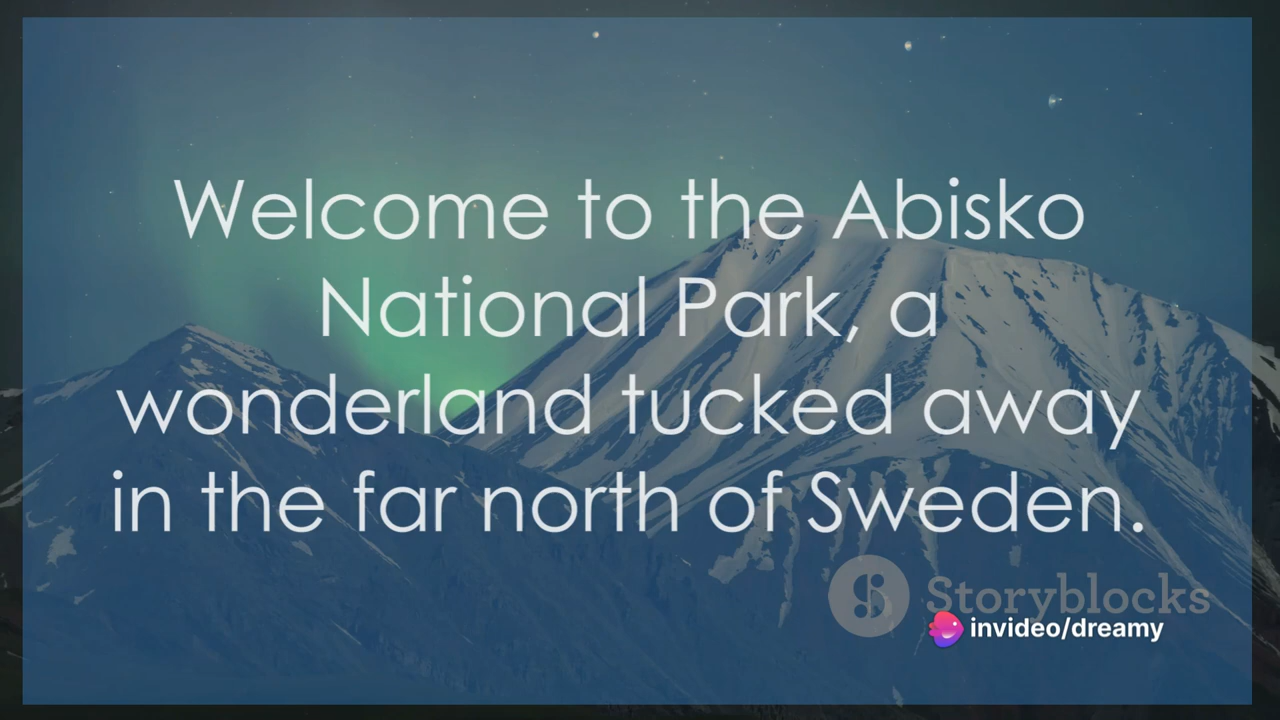 Welcome to the Abisko
National Park, a
wonderland tucked away
in the far north of Sweden.
Storyblocks
invideo/dreamy